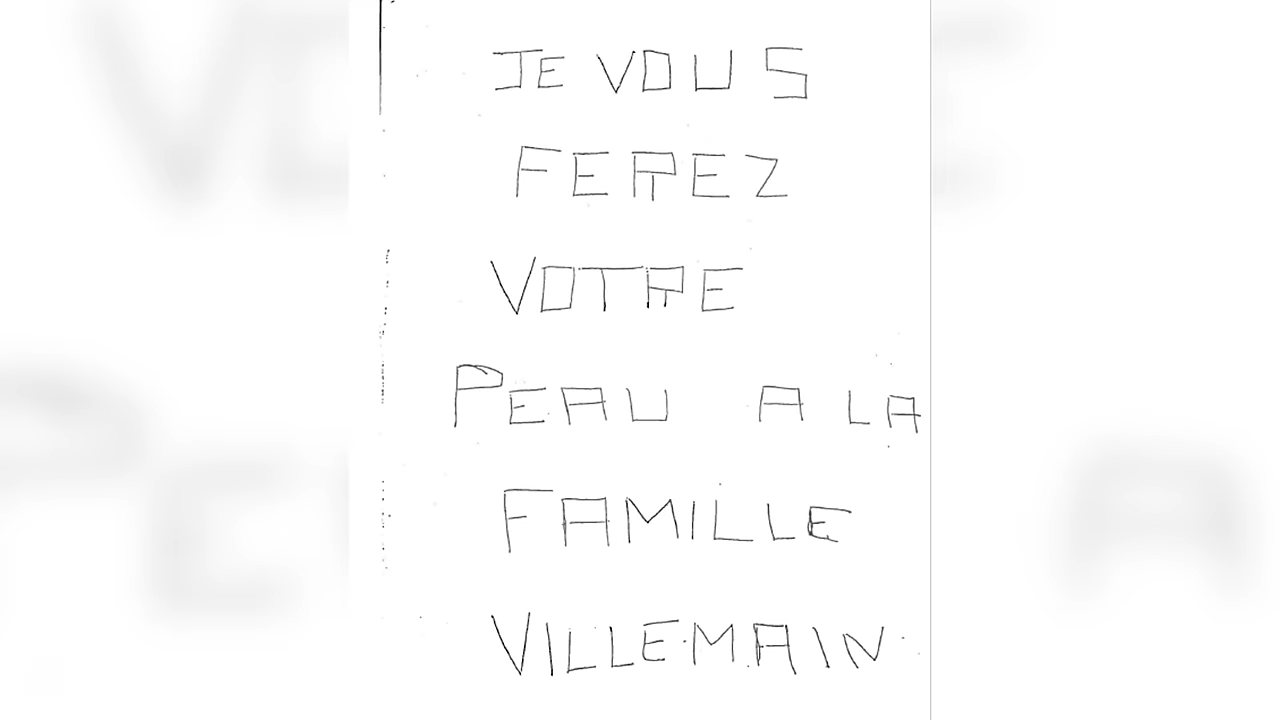 JE VOUS
FEREZ
VOTRE
PEAU A LA
FAMILLE
VILLEMAIN